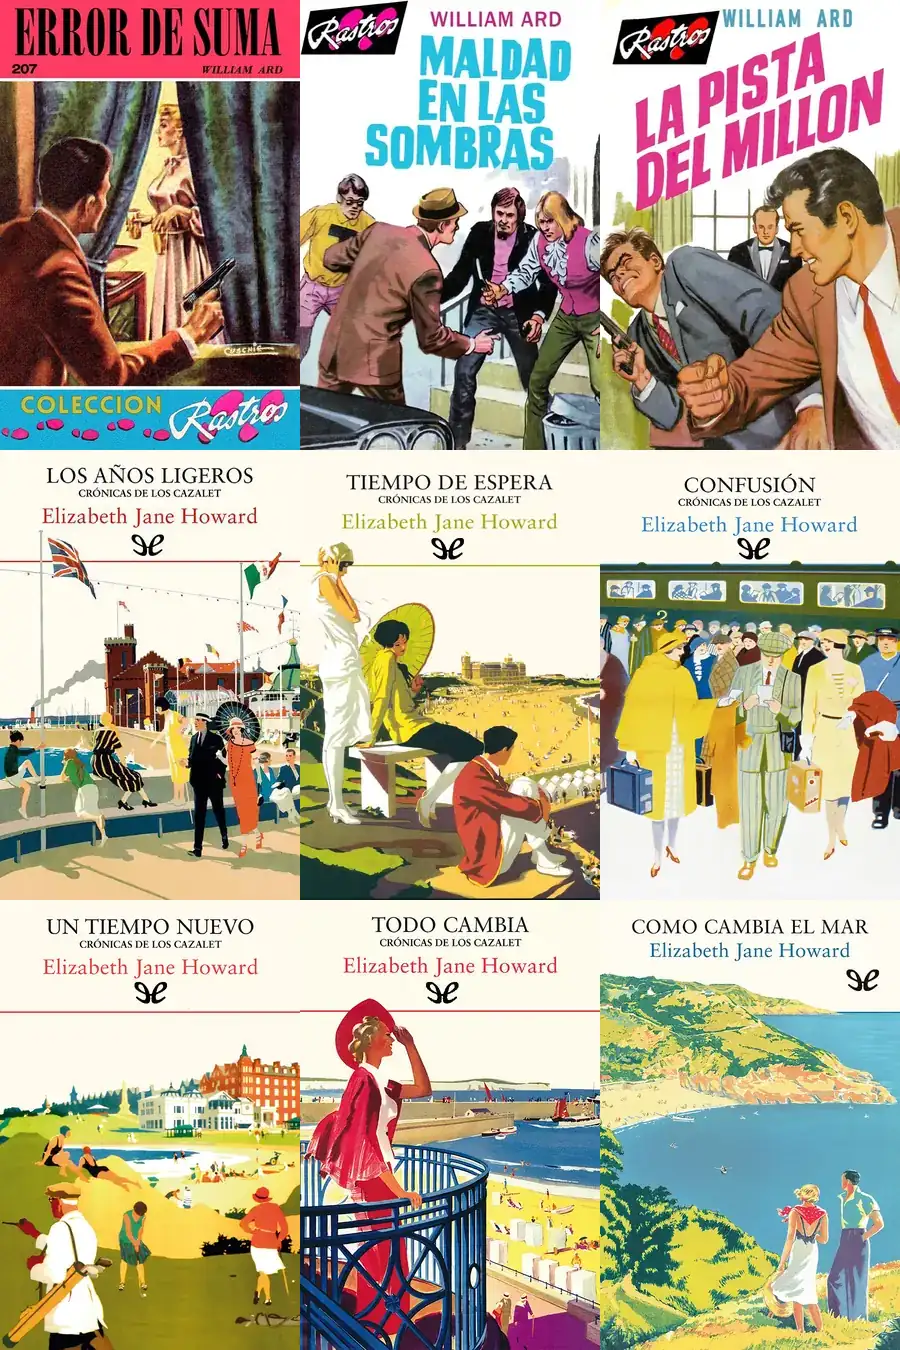 ERROR DE SUMA
207
WILLIAM ARD
COLECCION
Rastros
Rastros
WILLIAM ARD
MALDAD
EN LAS
SOMBRAS
Rastros
WILLIAM ARD
LA PISTA
DEL MILLON
LOS AÑOS LIGEROS
CRÓNICAS DE LOS CAZALET
Elizabeth Jane Howard
TIEMPO DE ESPERA
CRÓNICAS DE LOS CAZALET
Elizabeth Jane Howard
CONFUSIÓN
CRÓNICAS DE LOS CAZALET
Elizabeth Jane Howard
2
UN TIEMPO NUEVO
CRÓNICAS DE LOS CAZALET
Elizabeth Jane Howard
TODO CAMBIA
CRÓNICAS DE LOS CAZALET
Elizabeth Jane Howard
COMO CAMBIA EL MAR
Elizabeth Jane Howard